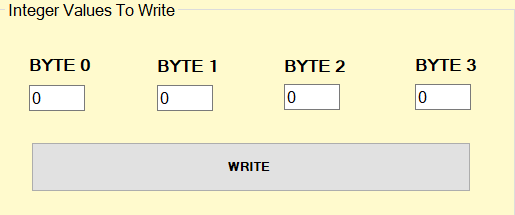 Integer Values To Write
BYTE 0 BYTE 1 BYTE 2 BYTE 3
0 0 0 0
WRITE